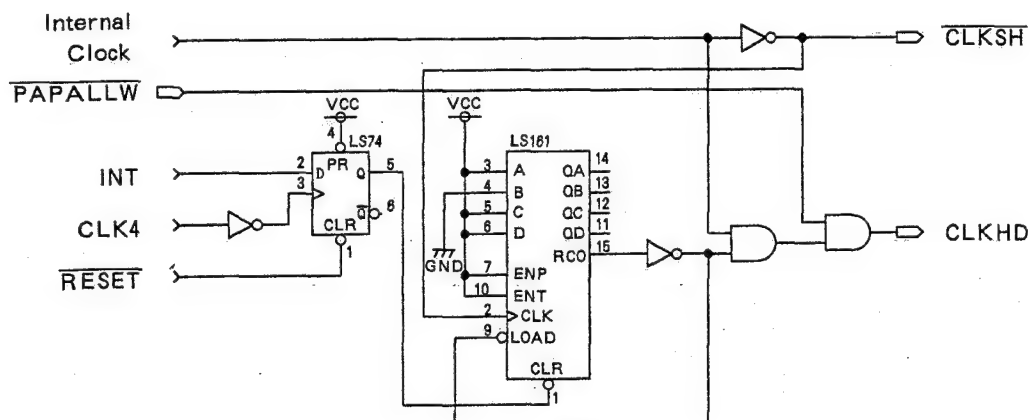 Internal
Clock
CLKSH
PAPALLW
VCC
VCC
4
LS74
LS161
2
PR
5
3
A
QA
14
INT
D
Q
4
B
QB
13
3
5
C
QC
12
CLK4
Q
6
6
D
QD
11
CLKHD
CLR
RCO
15
GND
1
7
ENP
RESET
10
ENT
2
CLK
9
LOAD
CLR
1